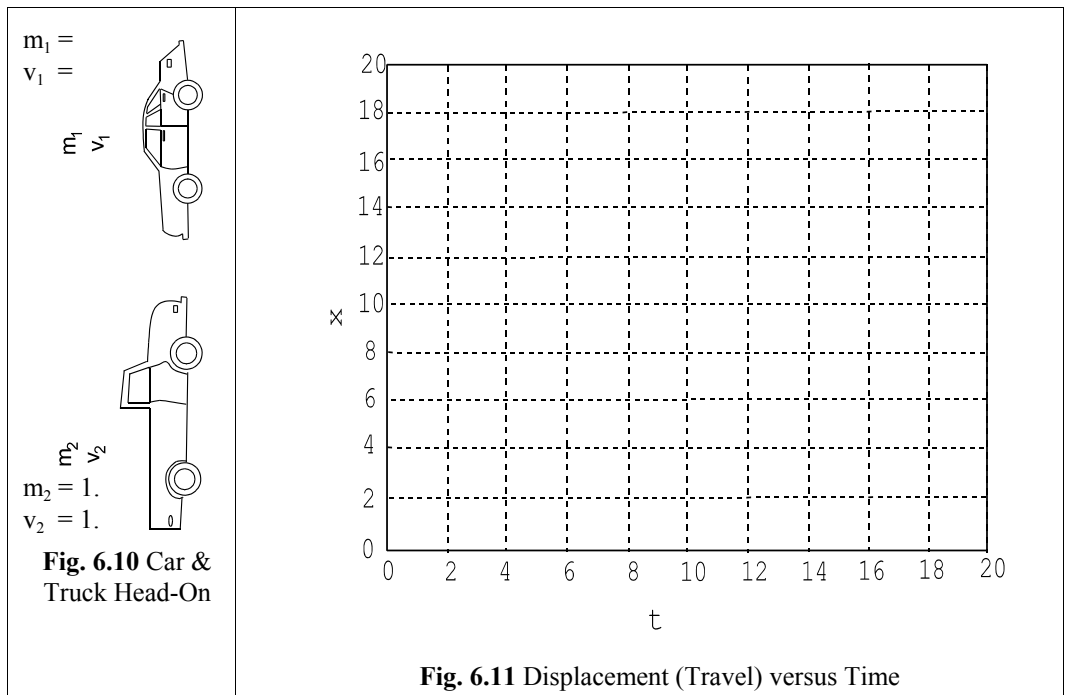 m₁ =
v₁ =
m₁
v₁
m₂
v₂
m₂ = 1.
v₂ = 1.
Fig. 6.10 Car &
Truck Head-On
20
18
16
14
12
10
8
6
4
2
0
x
0 2 4 6 8 10 12 14 16 18 20
t
Fig. 6.11 Displacement (Travel) versus Time